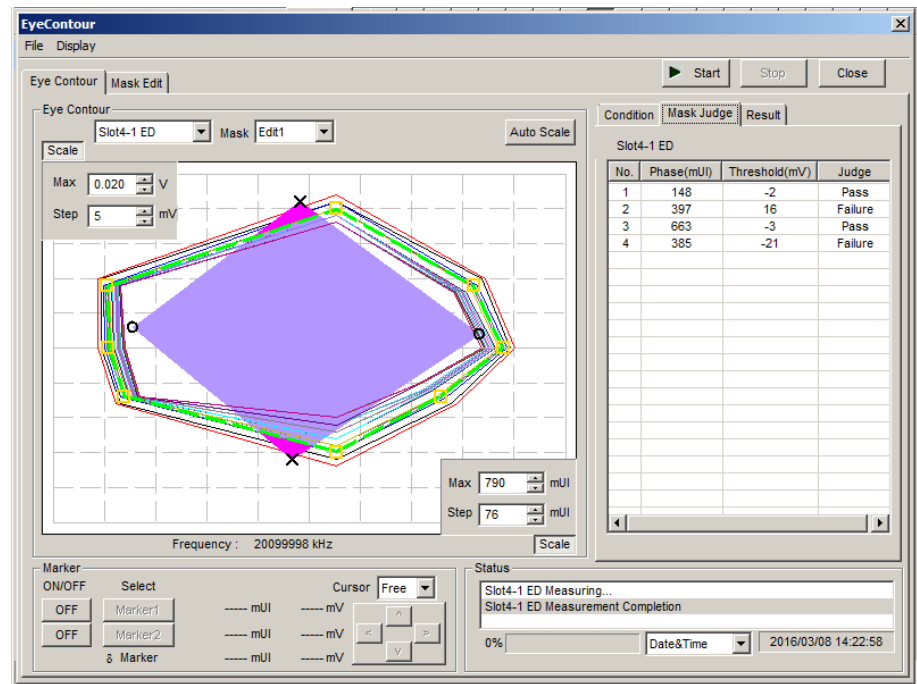 EyeContour
File Display
Start Stop Close
Eye Contour Mask Edit
Eye Contour
Slot4-1 ED Mask Edit1 Auto Scale
Scale
Max 0.020 V
Step 5 mV
Max 790 mUI
Step 76 mUI
Frequency : 20099998 kHz Scale
Condition Mask Judge Result
Slot4-1 ED
No. Phase(mUI) Threshold(mV) Judge
1 148 -2 Pass
2 397 16 Failure
3 663 -3 Pass
4 385 -21 Failure
Marker
ON/OFF Select Cursor Free
OFF Marker1 ----- mUI ----- mV
OFF Marker2 ----- mUI ----- mV
δ Marker ----- mUI ----- mV
Status
Slot4-1 ED Measuring...
Slot4-1 ED Measurement Completion
0% Date&Time 2016/03/08 14:22:58